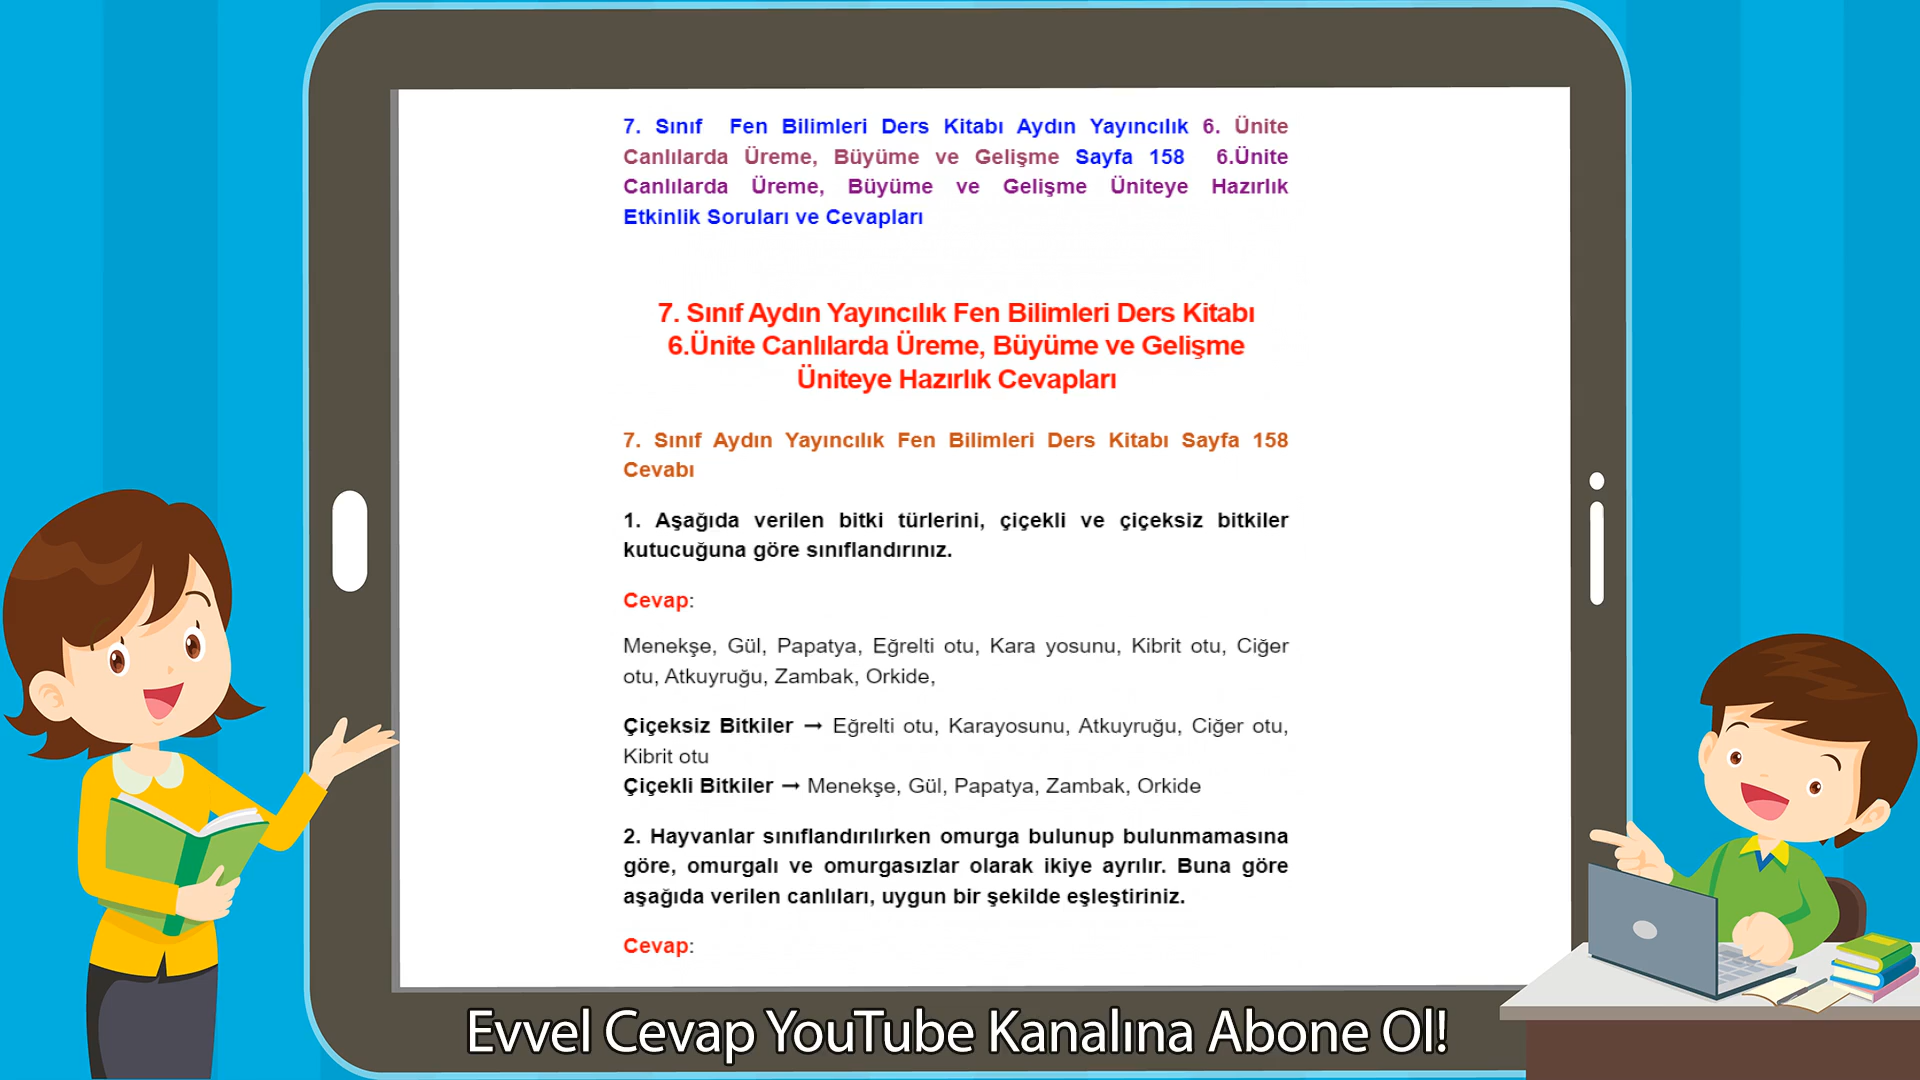 7. Sınıf Fen Bilimleri Ders Kitabı Aydın Yayıncılık 6. Ünite
Canlılarda Üreme, Büyüme ve Gelişme Sayfa 158 6.Ünite
Canlılarda Üreme, Büyüme ve Gelişme Üniteye Hazırlık
Etkinlik Soruları ve Cevapları
7. Sınıf Aydın Yayıncılık Fen Bilimleri Ders Kitabı
6.Ünite Canlılarda Üreme, Büyüme ve Gelişme
Üniteye Hazırlık Cevapları
7. Sınıf Aydın Yayıncılık Fen Bilimleri Ders Kitabı Sayfa 158
Cevabı
1. Aşağıda verilen bitki türlerini, çiçekli ve çiçeksiz bitkiler
kutucuğuna göre sınıflandırınız.
Cevap:
Menekşe, Gül, Papatya, Eğrelti otu, Kara yosunu, Kibrit otu, Ciğer
otu, Atkuyruğu, Zambak, Orkide,
Çiçeksiz Bitkiler → Eğrelti otu, Karayosunu, Atkuyruğu, Ciğer otu,
Kibrit otu
Çiçekli Bitkiler → Menekşe, Gül, Papatya, Zambak, Orkide
2. Hayvanlar sınıflandırılırken omurga bulunup bulunmamasına
göre, omurgalı ve omurgasızlar olarak ikiye ayrılır. Buna göre
aşağıda verilen canlıları, uygun bir şekilde eşleştiriniz.
Cevap:
Evvel Cevap YouTube Kanalına Abone Ol!